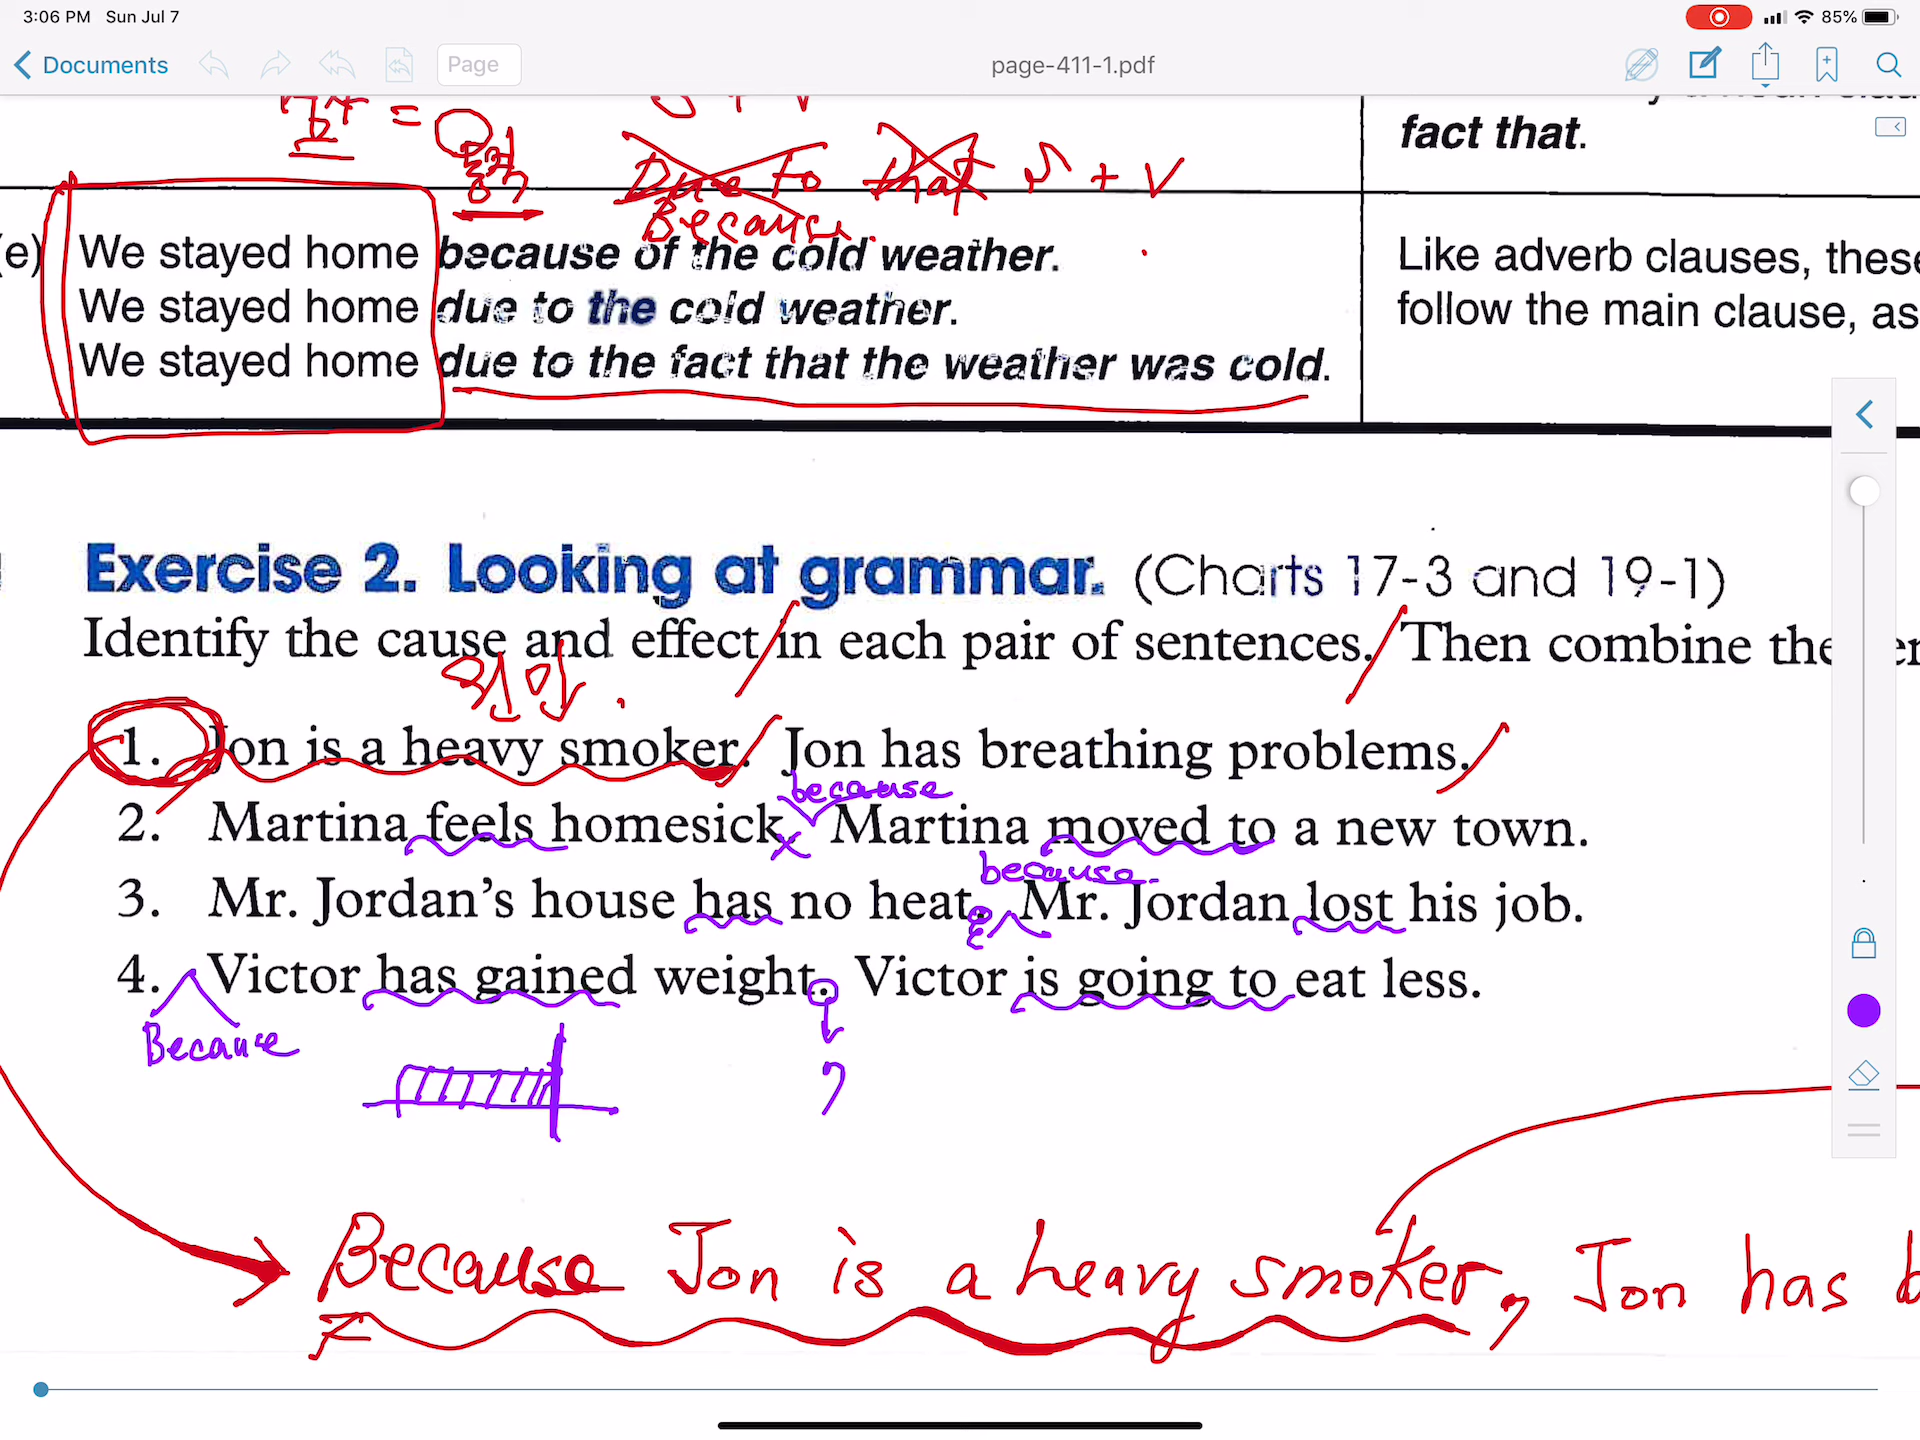 3:06 PM Sun Jul 7
85%
Documents
Page
page-411-1.pdf
fact that.
=
S + V
Due to that S + V
Because.
(e) We stayed home because of the cold weather.
We stayed home due to the cold weather.
We stayed home due to the fact that the weather was cold.
Like adverb clauses, these
follow the main clause, as
Exercise 2. Looking at grammar. (Charts 17-3 and 19-1)
Identify the cause and effect in each pair of sentences. Then combine the
1. Jon is a heavy smoker. Jon has breathing problems.
because
2. Martina feels homesick. Martina moved to a new town.
because
3. Mr. Jordan's house has no heat. Mr. Jordan lost his job.
4. Victor has gained weight. Victor is going to eat less.
Because
,
Because Jon is a heavy smoker, Jon has b